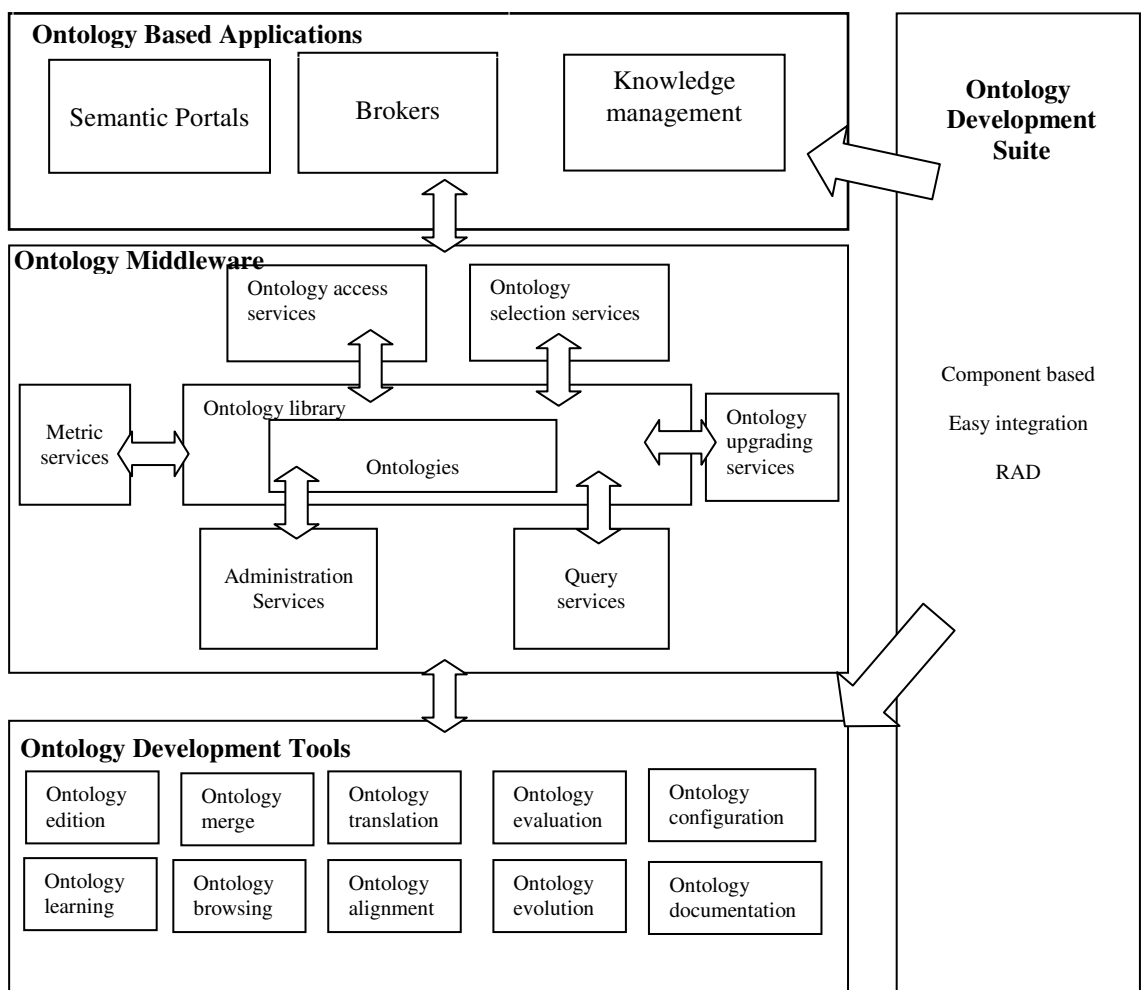 Ontology Based Applications
Semantic Portals
Brokers
Knowledge
management
Ontology
Development
Suite
Component based
Easy integration
RAD
Ontology Middleware
Ontology access
services
Ontology
selection services
Metric
services
Ontology library
Ontologies
Ontology
upgrading
services
Administration
Services
Query
services
Ontology Development Tools
Ontology
edition
Ontology
merge
Ontology
translation
Ontology
evaluation
Ontology
configuration
Ontology
learning
Ontology
browsing
Ontology
alignment
Ontology
evolution
Ontology
documentation